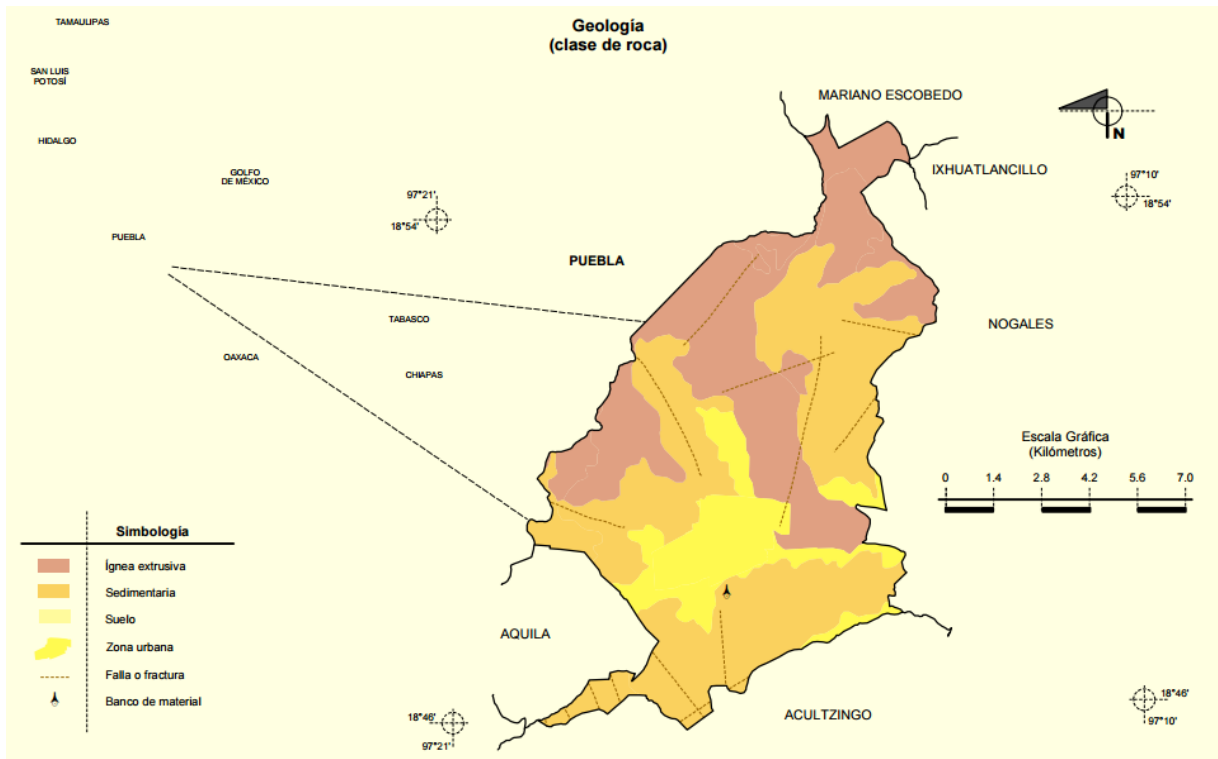 Geología
(clase de roca)
TAMAULIPAS
SAN LUIS
POTOSÍ
HIDALGO
GOLFO
DE MÉXICO
PUEBLA
OAXACA
TABASCO
CHIAPAS
97°21'
18°54'
PUEBLA
MARIANO ESCOBEDO
IXHUATLANCILLO
N
97°10'
18°54'
NOGALES
Escala Gráfica
(Kilómetros)
0 1.4 2.8 4.2 5.6 7.0
AQUILA
ACULTZINGO
18°46'
97°21'
18°46'
97°10'
Simbología
Ígnea extrusiva
Sedimentaria
Suelo
Zona urbana
Falla o fractura
Banco de material